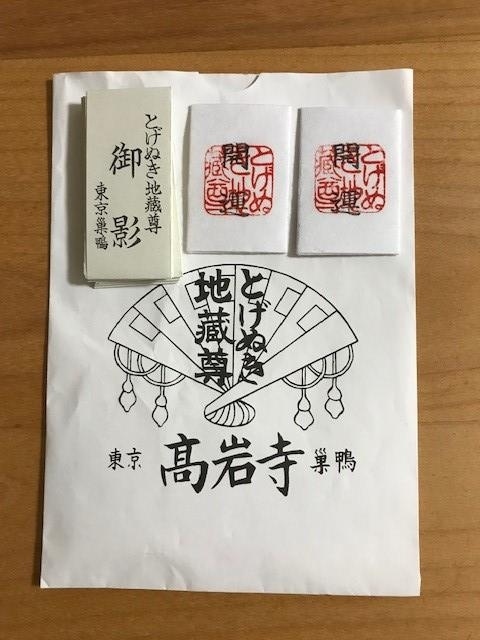 とげぬき地蔵尊
御影
東京巣鴨
開運
とげぬき地蔵尊
開運
とげぬき地蔵尊
とげぬき
地蔵尊
東京 高岩寺 巣鴨